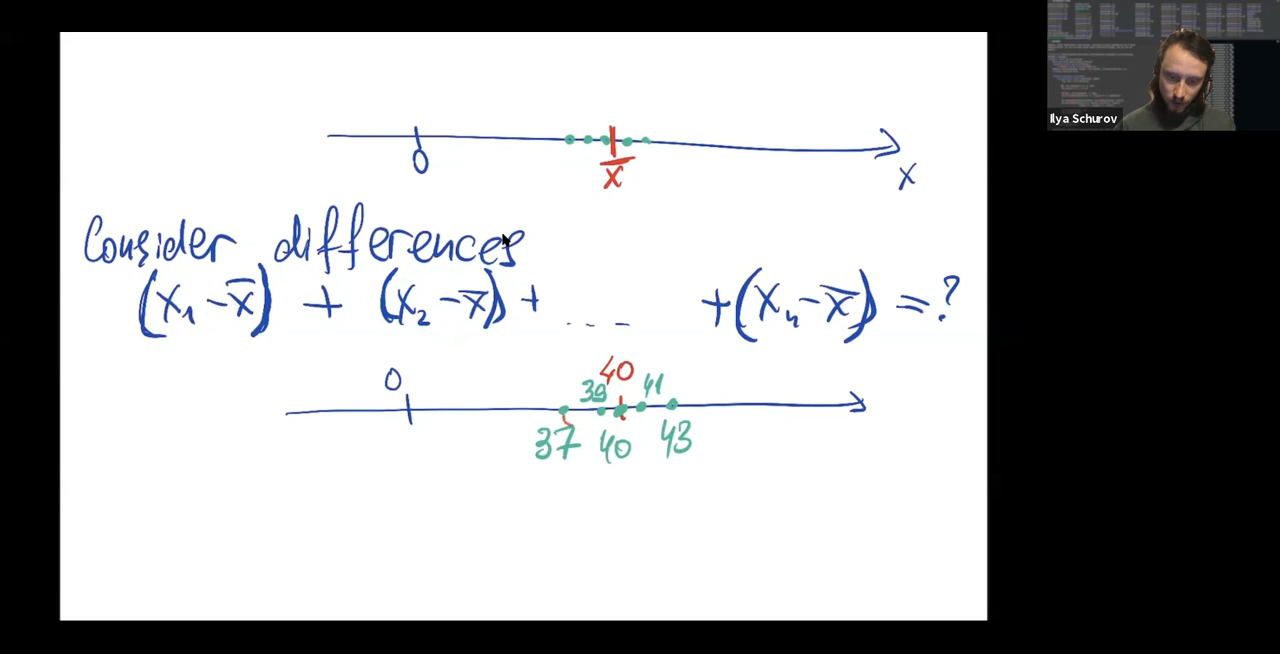 Ilya Schurov
0
x̄
x
Consider differences
(x₁ - x̄) + (x₂ - x̄) + --- + (xₙ - x̄) = ?
0 39 40 41
37 40 43